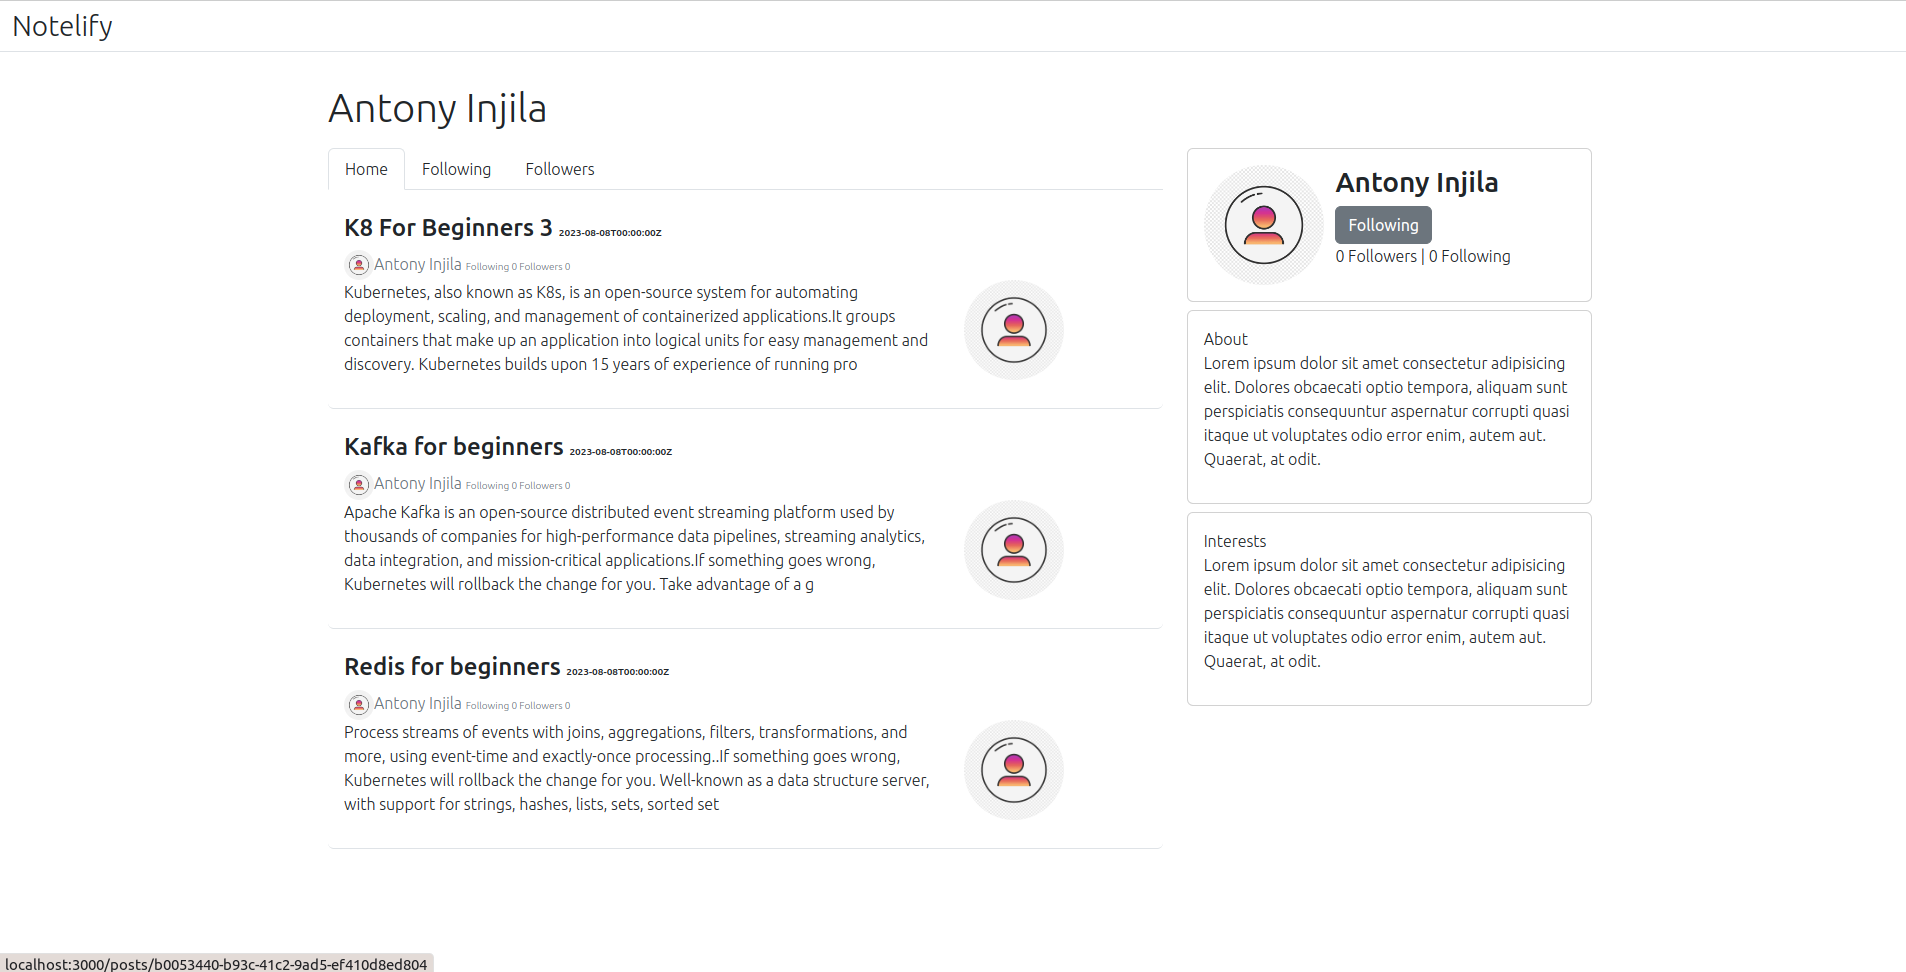 Notelify
Antony Injila
Home Following Followers
K8 For Beginners 3 2023-08-08T00:00:00Z
Antony Injila Following 0 Followers 0
Kubernetes, also known as K8s, is an open-source system for automating
deployment, scaling, and management of containerized applications.It groups
containers that make up an application into logical units for easy management and
discovery. Kubernetes builds upon 15 years of experience of running pro
Kafka for beginners 2023-08-08T00:00:00Z
Antony Injila Following 0 Followers 0
Apache Kafka is an open-source distributed event streaming platform used by
thousands of companies for high-performance data pipelines, streaming analytics,
data integration, and mission-critical applications.If something goes wrong,
Kubernetes will rollback the change for you. Take advantage of a g
Redis for beginners 2023-08-08T00:00:00Z
Antony Injila Following 0 Followers 0
Process streams of events with joins, aggregations, filters, transformations, and
more, using event-time and exactly-once processing..If something goes wrong,
Kubernetes will rollback the change for you. Well-known as a data structure server,
with support for strings, hashes, lists, sets, sorted set
Antony Injila
Following
0 Followers | 0 Following
About
Lorem ipsum dolor sit amet consectetur adipisicing
elit. Dolores obcaecati optio tempora, aliquam sunt
perspiciatis consequuntur aspernatur corrupti quasi
itaque ut voluptates odio error enim, autem aut.
Quaerat, at odit.
Interests
Lorem ipsum dolor sit amet consectetur adipisicing
elit. Dolores obcaecati optio tempora, aliquam sunt
perspiciatis consequuntur aspernatur corrupti quasi
itaque ut voluptates odio error enim, autem aut.
Quaerat, at odit.
localhost:3000/posts/b0053440-b93c-41c2-9ad5-ef410d8ed804